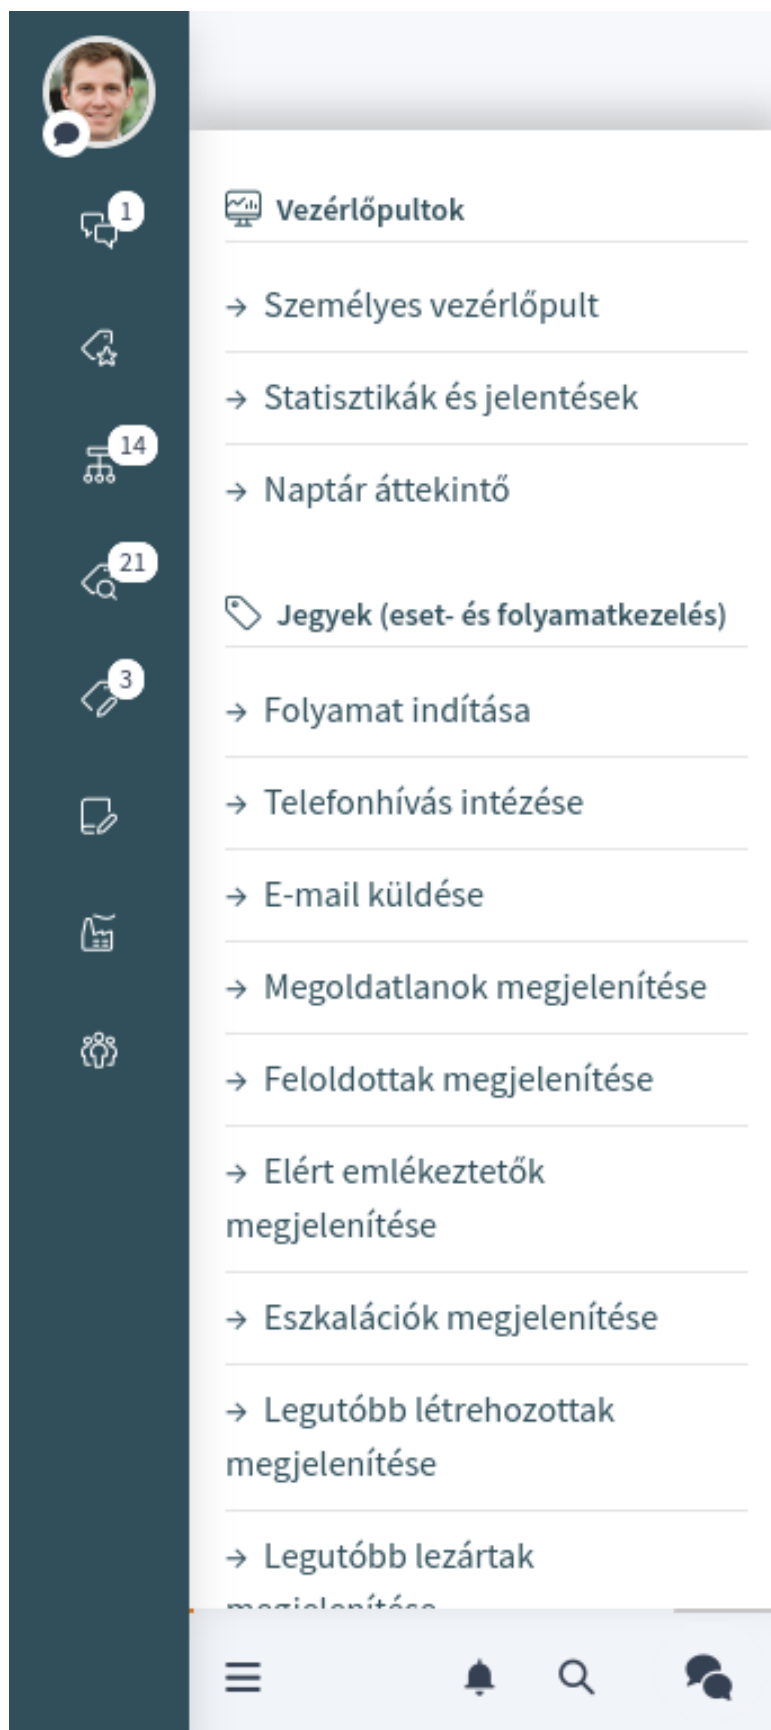 1
14
21
3
Vezérlőpultok
→ Személyes vezérlőpult
→ Statisztikák és jelentések
→ Naptár áttekintő
Jegyek (eset- és folyamatkezelés)
→ Folyamat indítása
→ Telefonhívás intézése
→ E-mail küldése
→ Megoldatlanok megjelenítése
→ Feloldottak megjelenítése
→ Elért emlékeztetők
megjelenítése
→ Eszkalációk megjelenítése
→ Legutóbb létrehozottak
megjelenítése
→ Legutóbb lezártak
megjelenítése